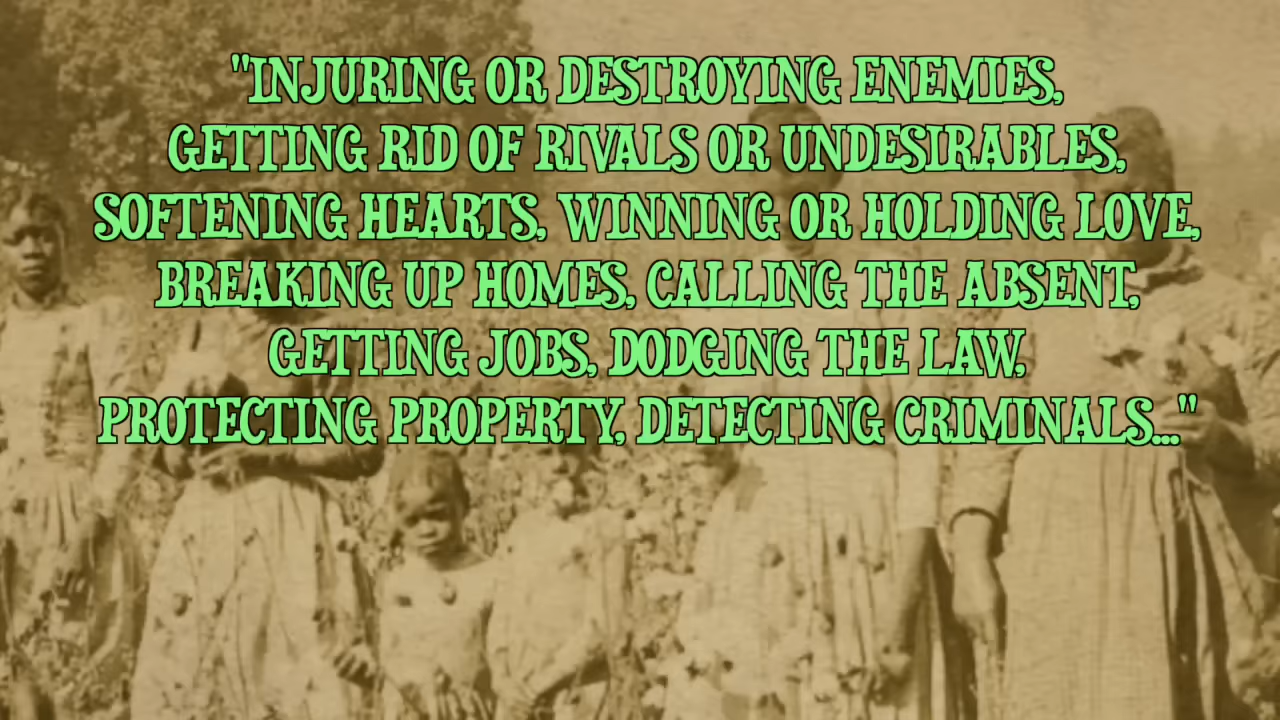 "INJURING OR DESTROYING ENEMIES,
GETTING RID OF RIVALS OR UNDESIRABLES,
SOFTENING HEARTS, WINNING OR HOLDING LOVE,
BREAKING UP HOMES, CALLING THE ABSENT,
GETTING JOBS, DODGING THE LAW,
PROTECTING PROPERTY, DETECTING CRIMINALS..."